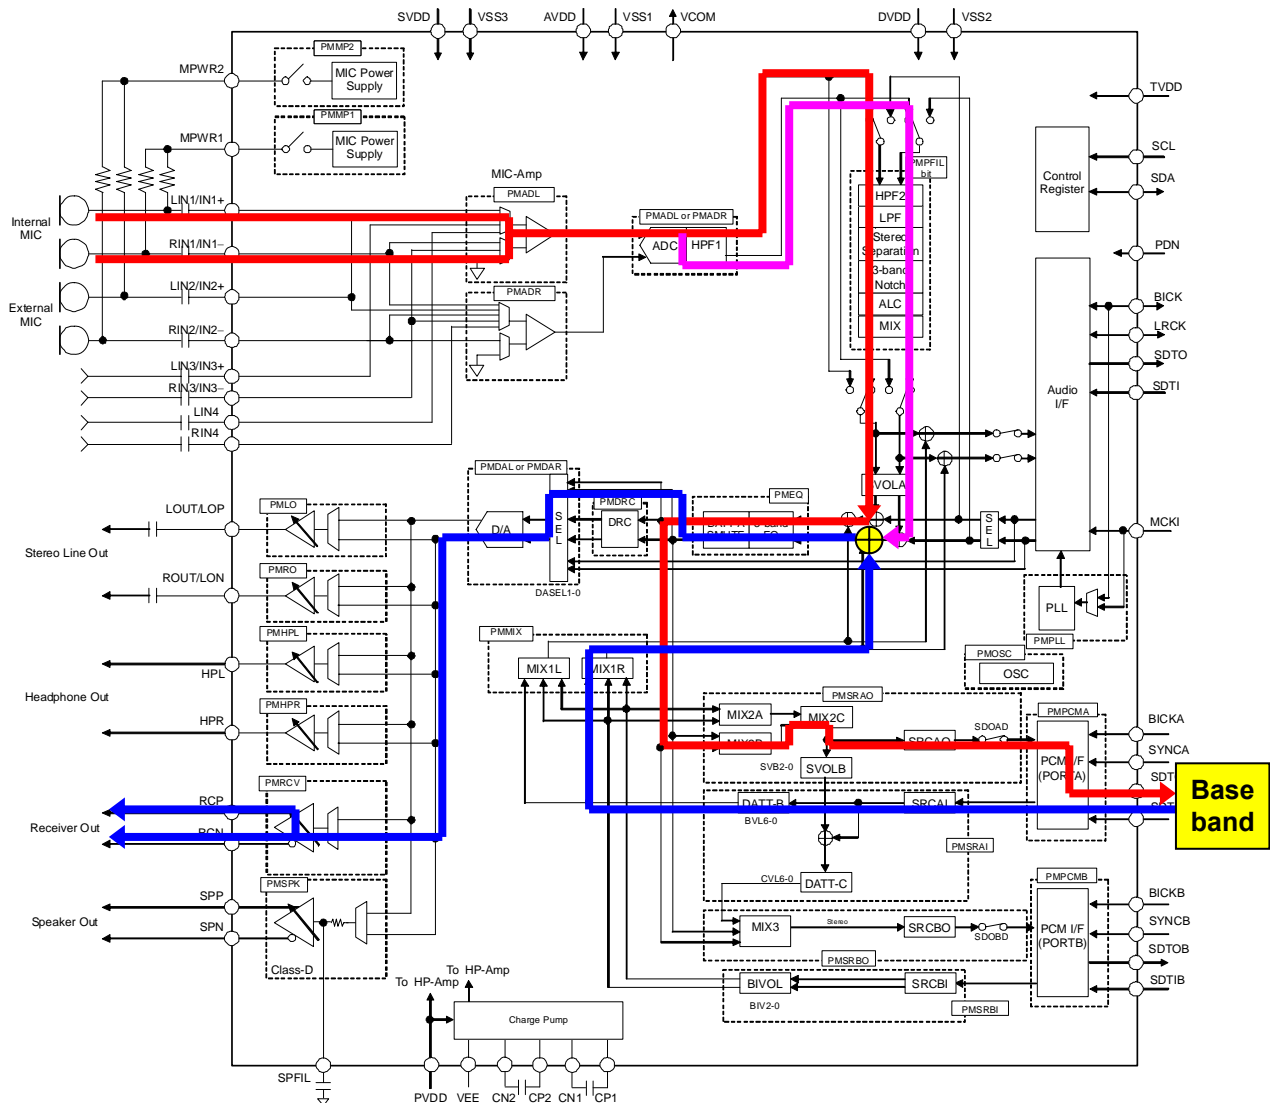 SVDD VSS3 AVDD VSS1 VCOM DVDD VSS2
PMMP2
MPWR2
MIC Power
Supply
TVDD
PMMP1
MPWR1
MIC Power
Supply
SCL
Control
Register
SDA
PMPFIL
bit
MIC-Amp
PMADL
LIN1/IN1+
HPF2
Internal
MIC
PMADL or PMADR
LPF
RIN1/IN1−
ADC HPF1
Stereo
Separation
PDN
3-band
Notch
LIN2/IN2+
PMADR
External
MIC
ALC
BICK
RIN2/IN2−
MIX
LRCK
LIN3/IN3+
SDTO
RIN3/IN3−
Audio
I/F
SDTI
LIN4
RIN4
PMDAL or PMDAR
PMEQ
PMLO
LOUT/LOP
PMDRC
D/A
S
E
L
DRC
S
E
L
MCKI
Stereo Line Out
PMRO
ROUT/LON
DASEL1-0
PLL
PMPLL
PMHPL
PMMIX
PMOSC
OSC
HPL
MIX1L MIX1R
Headphone Out
PMHPR
HPR
PMSRAO
MIX2A
MIX2C
SDOAD
PMPCMA
BICKA
SRCAO
SYNCA
SVB2-0
SVOLB
PCM I/F
(PORTA)
PMRCV
RCP
Receiver Out
RCN
DATT-B
BVL6-0
SRCAI
Base
band
PMSRAI
PMSPK
DATT-C
CVL6-0
PMPCMB
SPP
BICKB
Speaker Out
SPN
MIX3
Stereo
SRCBO
SDOBD
PCM I/F
(PORTB)
SYNCB
PMSRBO
SDTOB
Class-D
To HP-Amp
To HP-Amp
BIVOL
BIV2-0
SRCBI
SDTIB
PMSRBI
Charge Pump
SPFIL
PVDD VEE CN2 CP2 CN1 CP1